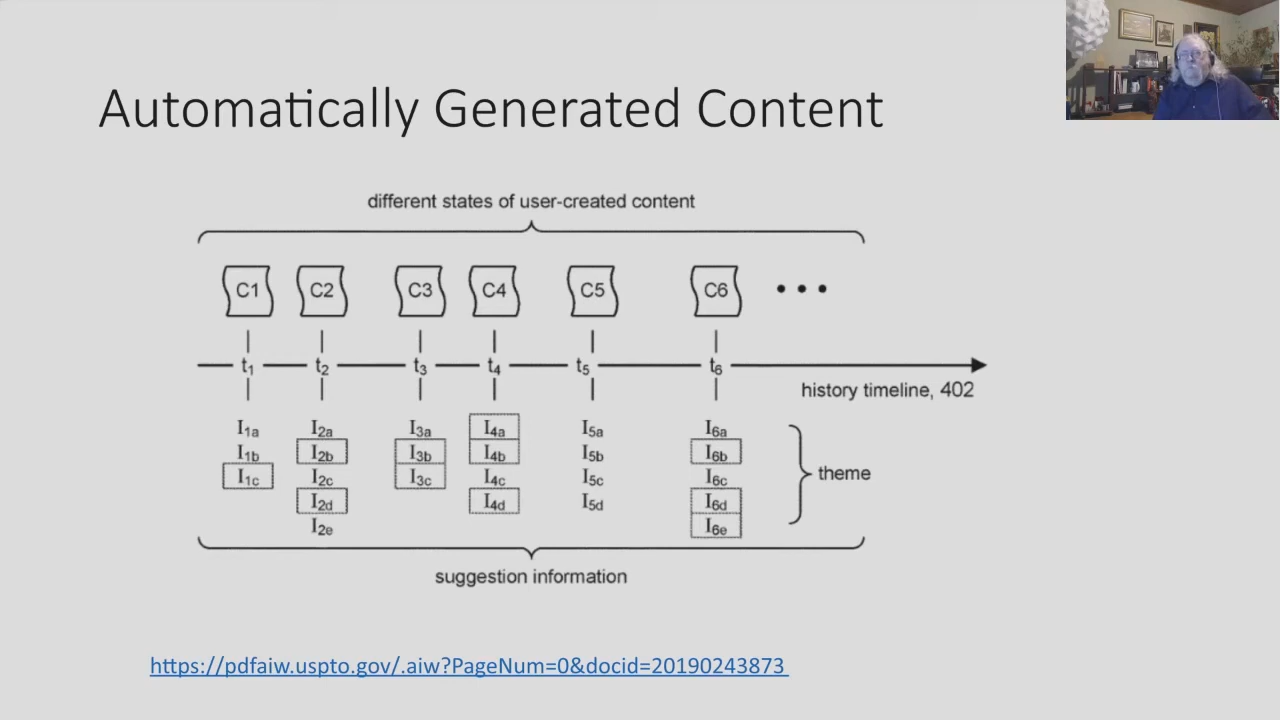 Automatically Generated Content
different states of user-created content
C1 C2 C3 C4 C5 C6 • • •
t₁ t₂ t₃ t₄ t₅ t₆
history timeline, 402
I₁ₐ I₂ₐ I₃ₐ I₄ₐ I₅ₐ I₆ₐ
I1b I2b I3b I4b I5b I6b
I1c I2c I3c I4c I5c I6c
theme
I2d I4d I5d I6d
I2e I6e
suggestion information
https://pdfaiw.uspto.gov/.aiw?PageNum=0&docid=20190243873